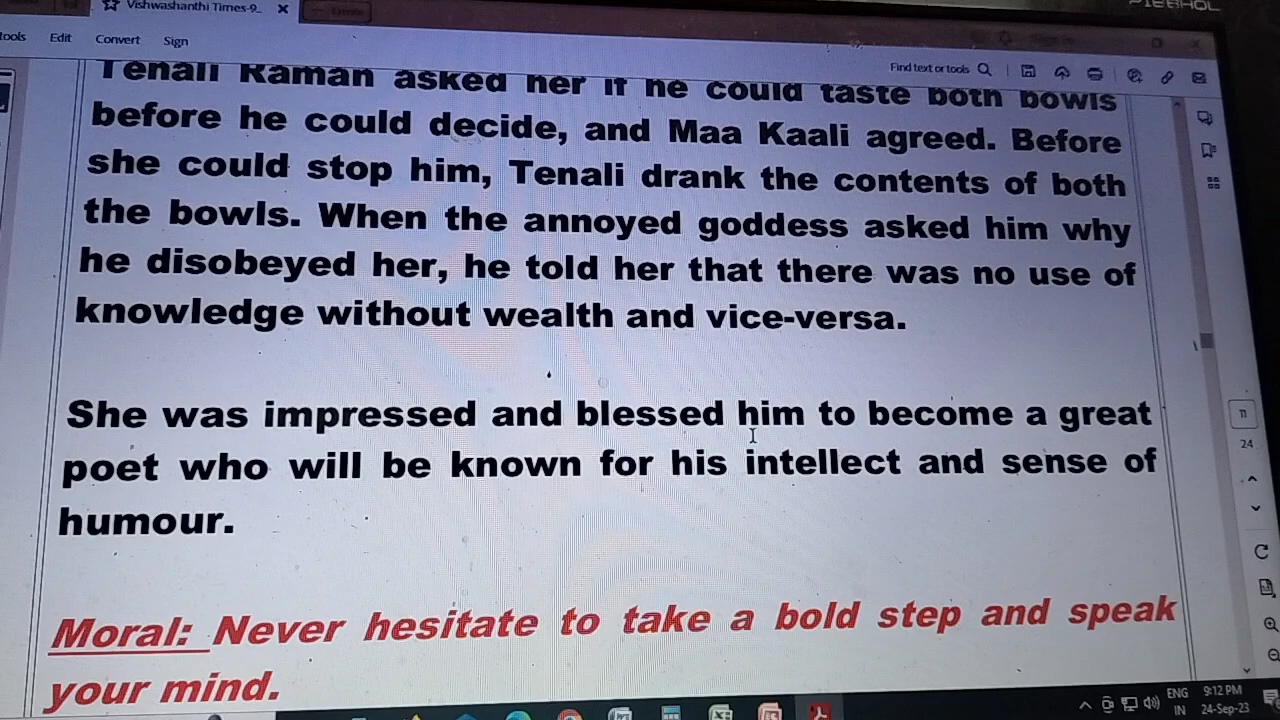 Vishwashanthi Times-9_
tools Edit Convert Sign
Find text or tools
Tenali Raman asked her if he could taste both bowls
before he could decide, and Maa Kaali agreed. Before
she could stop him, Tenali drank the contents of both
the bowls. When the annoyed goddess asked him why
he disobeyed her, he told her that there was no use of
knowledge without wealth and vice-versa.
She was impressed and blessed him to become a great
poet who will be known for his intellect and sense of
humour.
Moral: Never hesitate to take a bold step and speak
your mind.
11
24
ENG 9:12 PM
IN 24-Sep-23